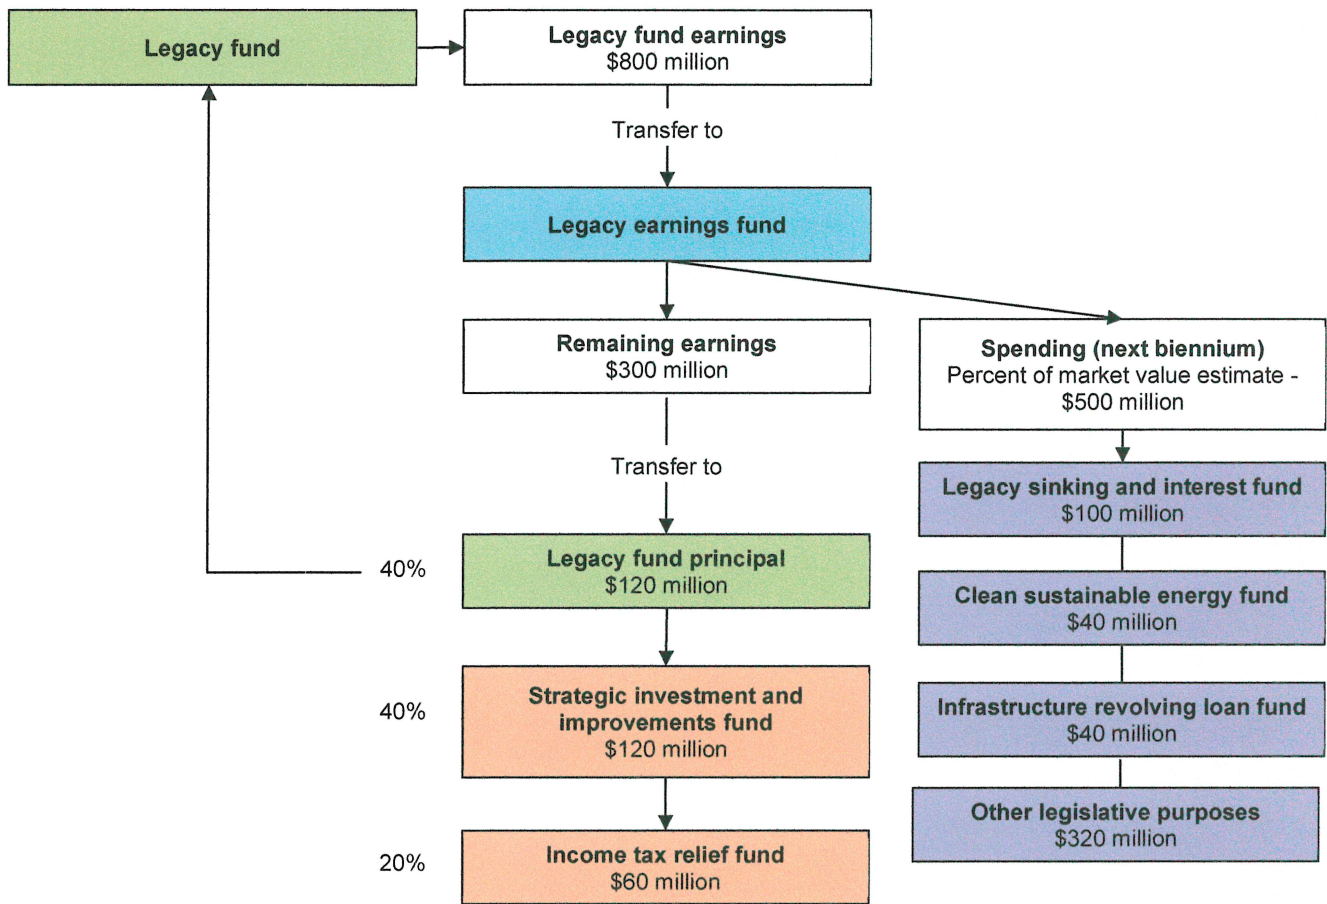 Legacy fund
Legacy fund earnings
$800 million
Transfer to
Legacy earnings fund
Remaining earnings
$300 million
Spending (next biennium)
Percent of market value estimate -
$500 million
Transfer to
Legacy sinking and interest fund
$100 million
40%
Legacy fund principal
$120 million
Clean sustainable energy fund
$40 million
40%
Strategic investment and
improvements fund
$120 million
Infrastructure revolving loan fund
$40 million
Other legislative purposes
$320 million
20%
Income tax relief fund
$60 million